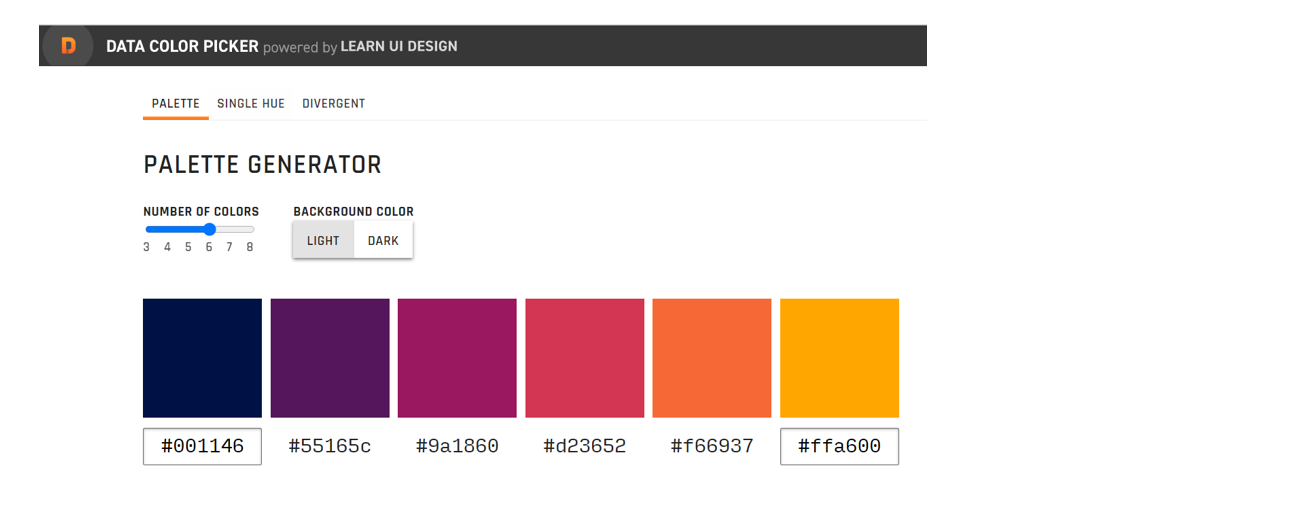 D DATA COLOR PICKER powered by LEARN UI DESIGN
PALETTE SINGLE HUE DIVERGENT
PALETTE GENERATOR
NUMBER OF COLORS BACKGROUND COLOR
3 4 5 6 7 8 LIGHT DARK
#001146 #55165c #9a1860 #d23652 #f66937 #ffa600